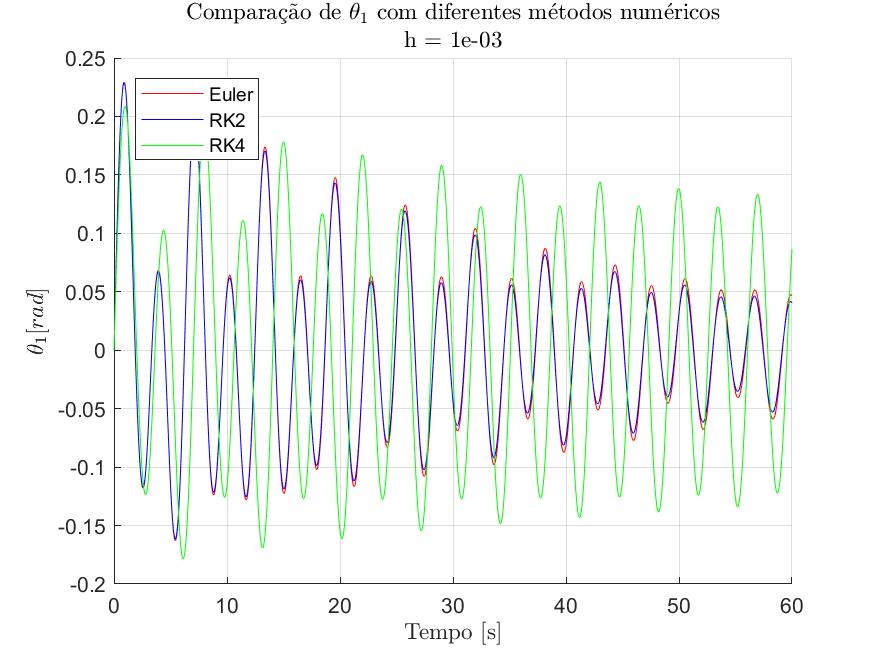 Comparação de θ₁ com diferentes métodos numéricos
h = 1e-03
0.25
0.2
0.15
0.1
0.05
0
-0.05
-0.1
-0.15
-0.2
θ₁[rad]
Euler
RK2
RK4
0 10 20 30 40 50 60
Tempo [s]